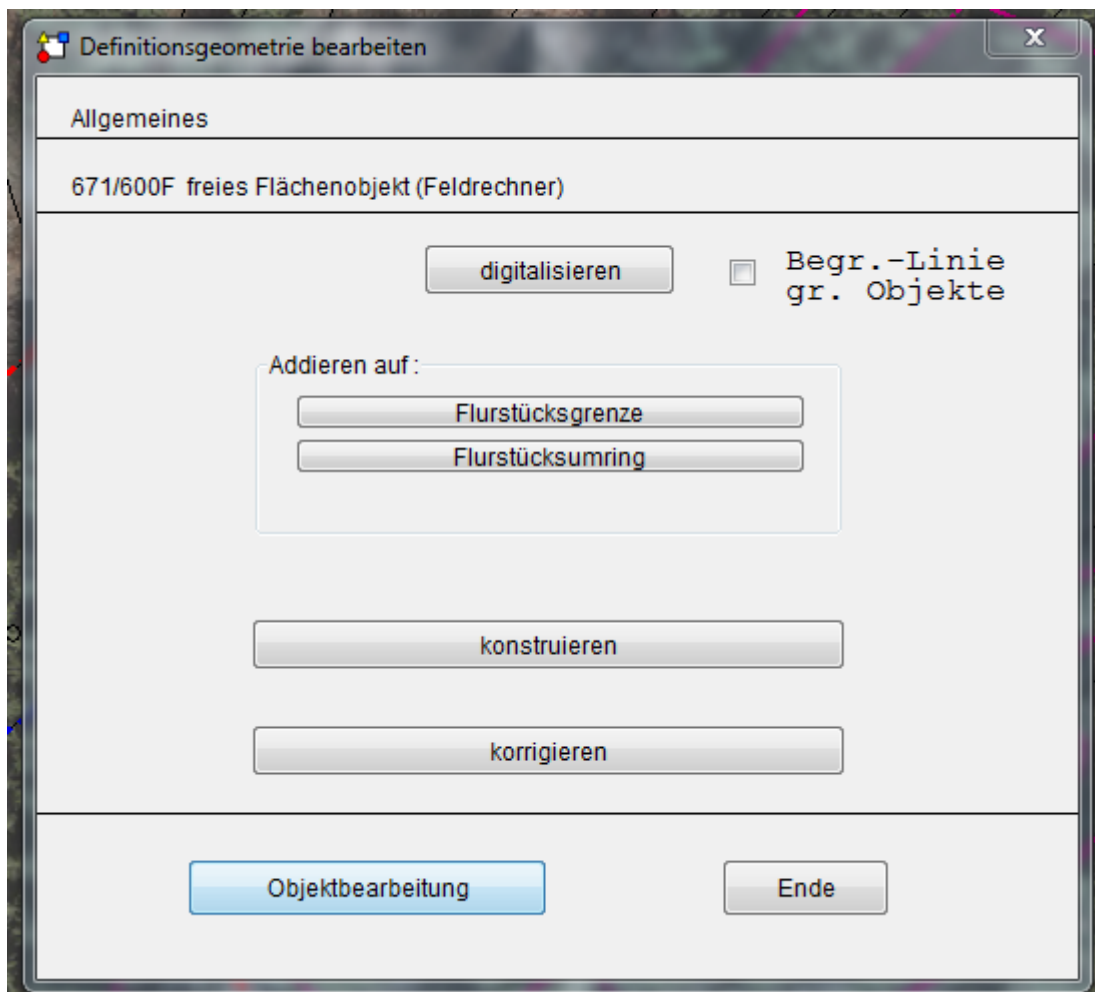 Definitionsgeometrie bearbeiten
x
Allgemeines
671/600F freies Flächenobjekt (Feldrechner)
digitalisieren
Begr.-Linie
gr. Objekte
Addieren auf :
Flurstücksgrenze
Flurstücksumring
konstruieren
korrigieren
Objektbearbeitung
Ende